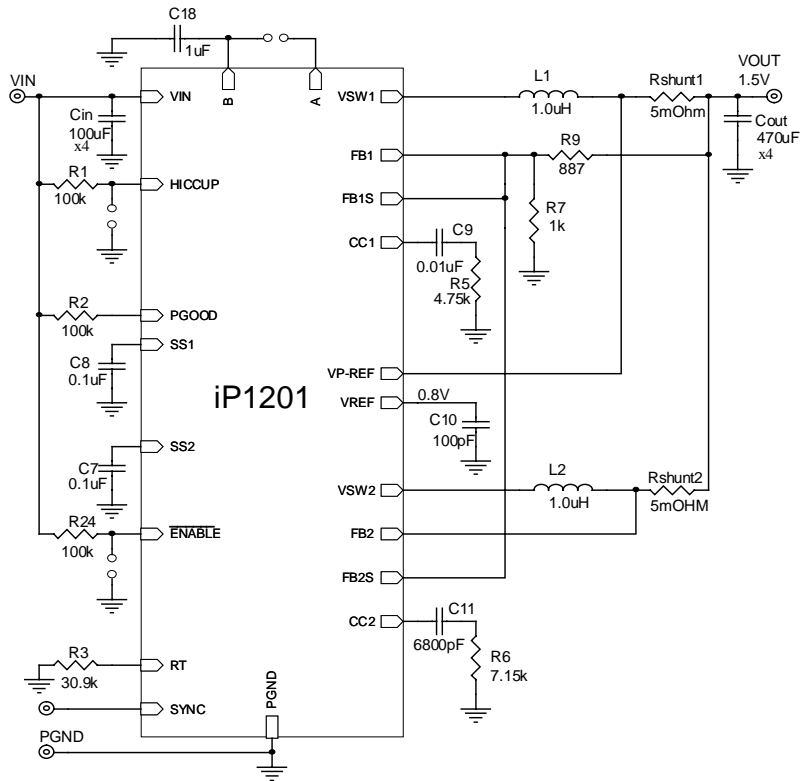 C18
1uF
VIN
VIN
B
A
VSW1
L1
1.0uH
Rshunt1
5mOhm
VOUT
1.5V
Cin
100uF
x4
Cout
470uF
x4
R1
100k
HICCUP
FB1
R9
887
FB1S
R7
1k
CC1
C9
0.01uF
R5
4.75k
R2
100k
PGOOD
SS1
C8
0.1uF
iP1201
VP-REF
VREF
0.8V
C10
100pF
SS2
C7
0.1uF
VSW2
L2
1.0uH
Rshunt2
5mOHM
R24
100k
ENABLE
FB2
FB2S
CC2
C11
6800pF
R6
7.15k
R3
30.9k
RT
SYNC
PGND
PGND